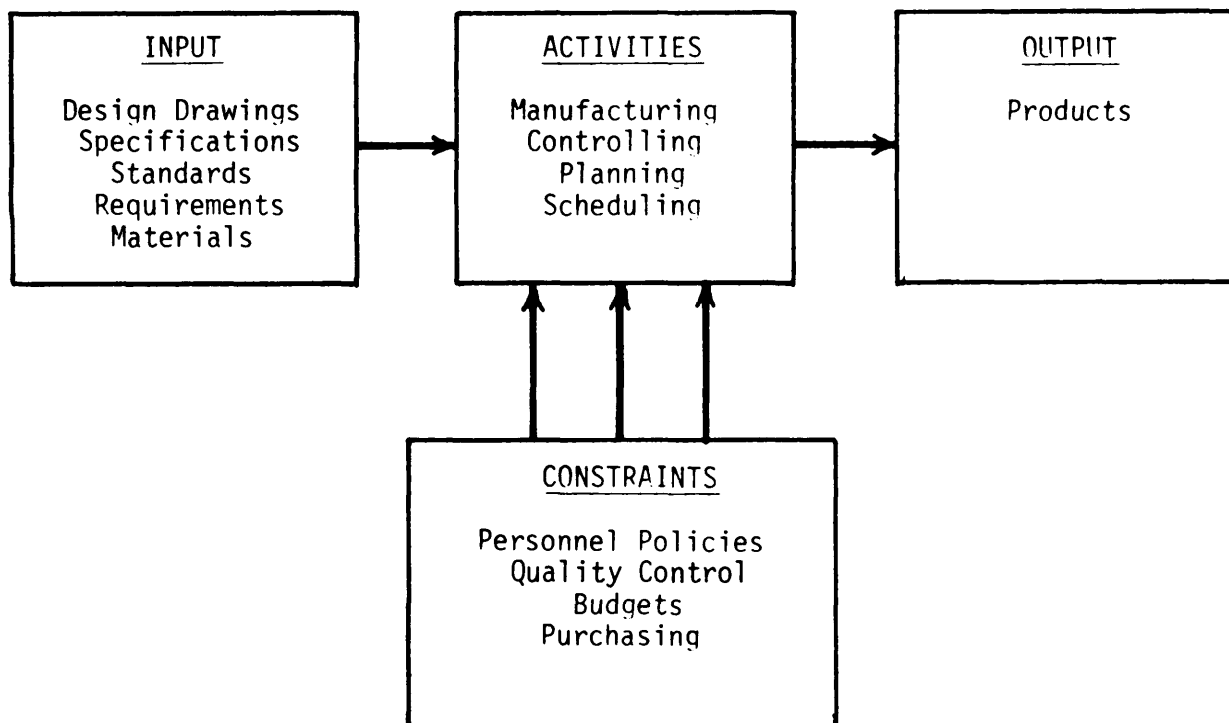 INPUT
Design Drawings
Specifications
Standards
Requirements
Materials
ACTIVITIES
Manufacturing
Controlling
Planning
Scheduling
OUTPUT
Products
CONSTRAINTS
Personnel Policies
Quality Control
Budgets
Purchasing